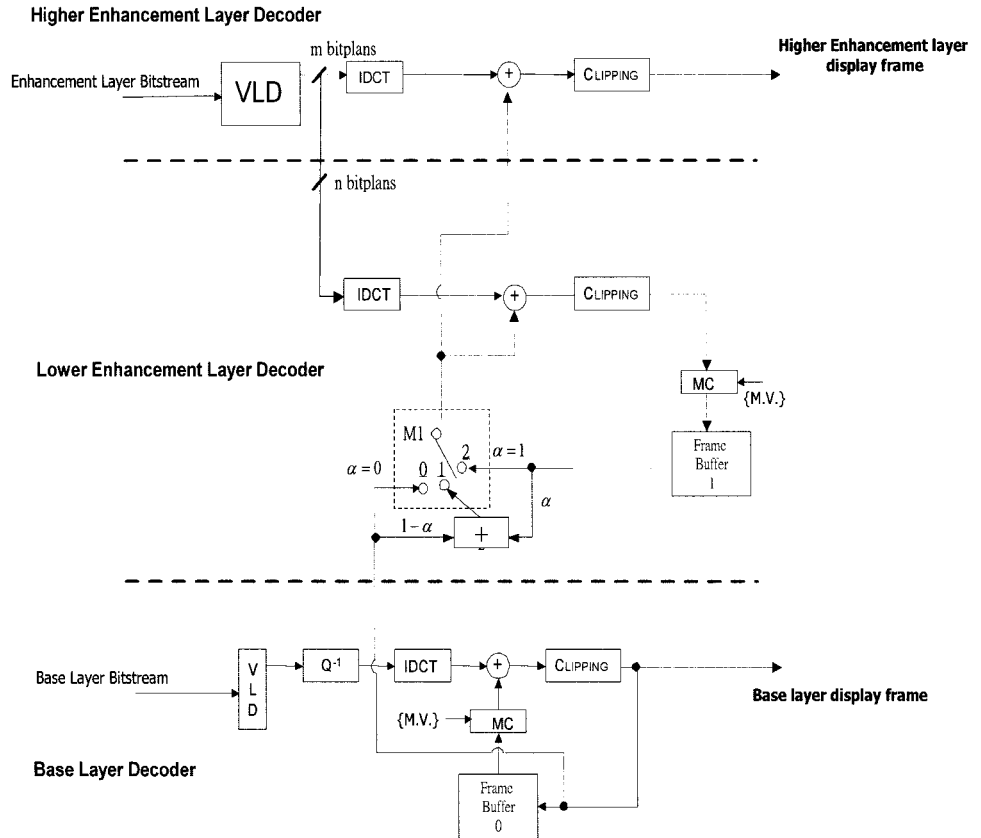 Higher Enhancement Layer Decoder
m bitplans
Higher Enhancement layer
display frame
Enhancement Layer Bitstream
VLD
IDCT
+
CLIPPING
n bitplans
IDCT
+
CLIPPING
Lower Enhancement Layer Decoder
MC
{M.V.}
Frame
Buffer
1
M1
2
α=1
α=0
0
1
α
1-α
+
Base Layer Bitstream
V
L
D
Q-1
IDCT
+
CLIPPING
Base layer display frame
{M.V.}
MC
Base Layer Decoder
Frame
Buffer
0